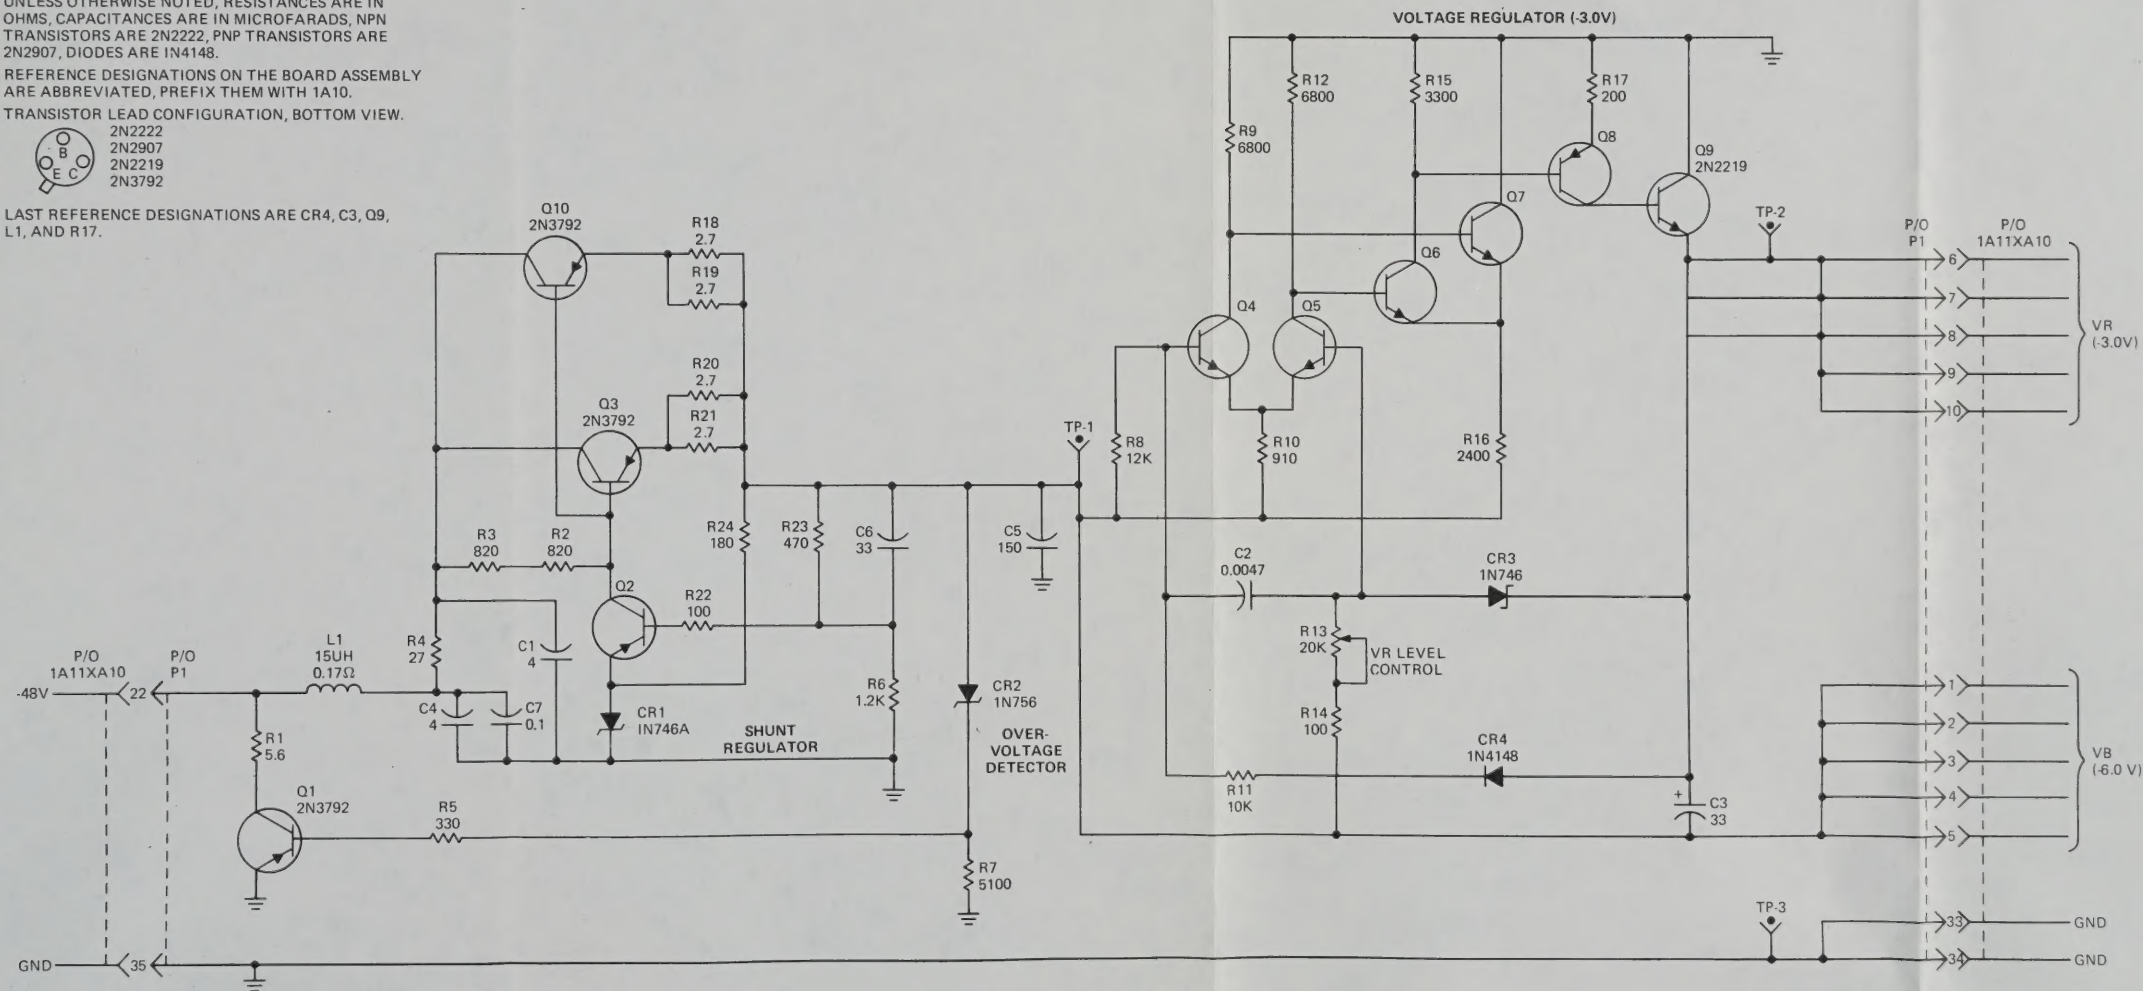 UNLESS OTHERWISE NOTED, RESISTANCES ARE IN
OHMS, CAPACITANCES ARE IN MICROFARADS, NPN
TRANSISTORS ARE 2N2222, PNP TRANSISTORS ARE
2N2907, DIODES ARE IN4148.
REFERENCE DESIGNATIONS ON THE BOARD ASSEMBLY
ARE ABBREVIATED, PREFIX THEM WITH 1A10.
TRANSISTOR LEAD CONFIGURATION, BOTTOM VIEW.
B
E C
2N2222
2N2907
2N2219
2N3792
LAST REFERENCE DESIGNATIONS ARE CR4, C3, Q9,
L1, AND R17.
VOLTAGE REGULATOR (-3.0V)
R12
6800
R15
3300
R17
200
R9
6800
Q8
Q9
2N2219
Q7
Q6
Q4
Q5
TP-2
P/O
P1
P/O
1A11XA10
6
7
8
9
10
VR
(-3.0V)
Q10
2N3792
R18
2.7
R19
2.7
R20
2.7
R21
2.7
Q3
2N3792
TP-1
R8
12K
R10
910
R16
2400
R3
820
R2
820
R24
180
R23
470
C6
33
C5
150
Q2
R22
100
C2
0.0047
CR3
1N746
R13
20K
VR LEVEL
CONTROL
R14
100
R4
27
C1
4
L1
15UH
0.17Ω
P/O
1A11XA10
P/O
P1
-48V
22
C4
4
C7
0.1
CR1
IN746A
SHUNT
REGULATOR
R6
1.2K
CR2
1N756
OVER-
VOLTAGE
DETECTOR
R1
5.6
Q1
2N3792
R5
330
R7
5100
R11
10K
CR4
1N4148
+
C3
33
1
2
3
4
5
VB
(-6.0 V)
TP-3
33
GND
34
GND
GND
35